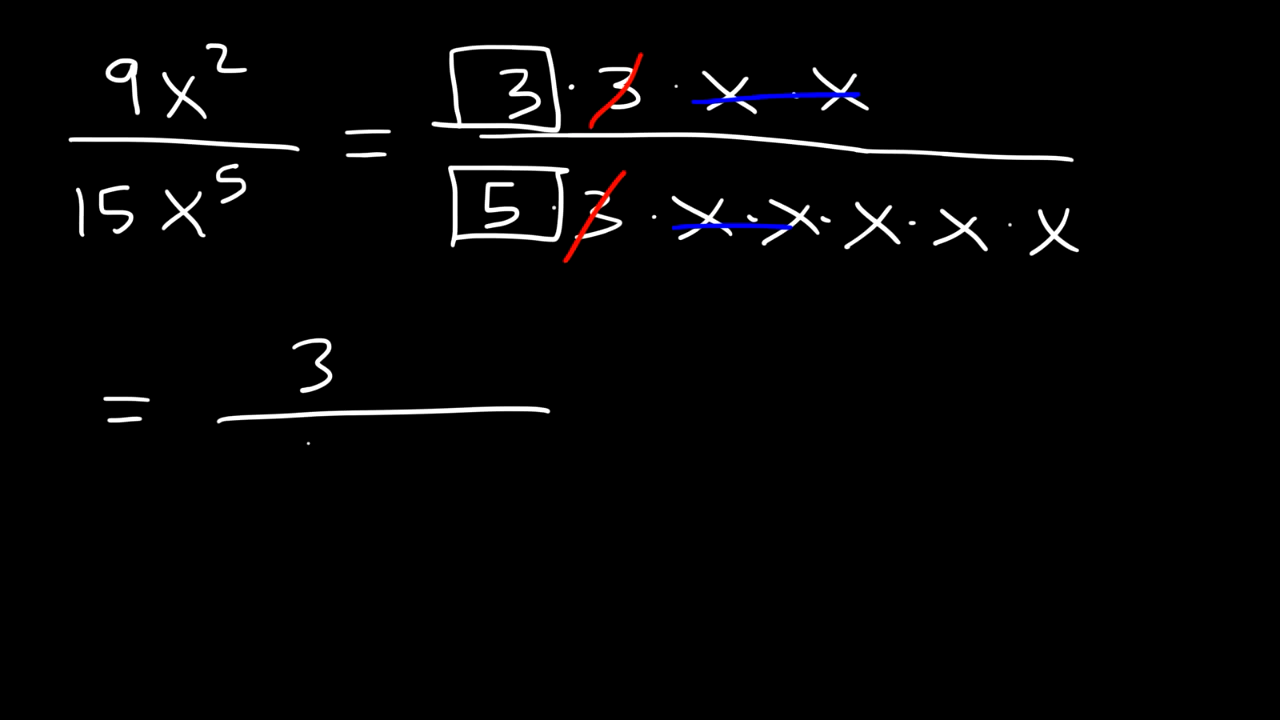 9x² / 15x⁵ = 3 · 3 · x · x / 5 · 3 · x · x · x · x · x
= 3 /